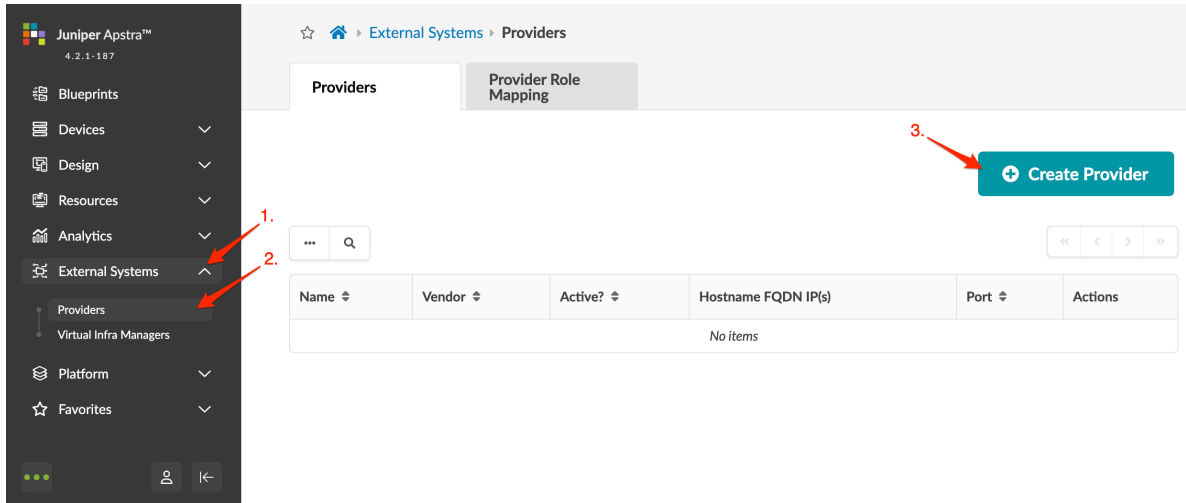 Juniper Apstra™
4.2.1-187
Blueprints
Devices
Design
Resources
Analytics
External Systems
Providers
Virtual Infra Managers
Platform
Favorites
External Systems Providers
Providers
Provider Role
Mapping
3.
Create Provider
1.
2.
Name Vendor Active? Hostname FQDN IP(s) Port Actions
No items